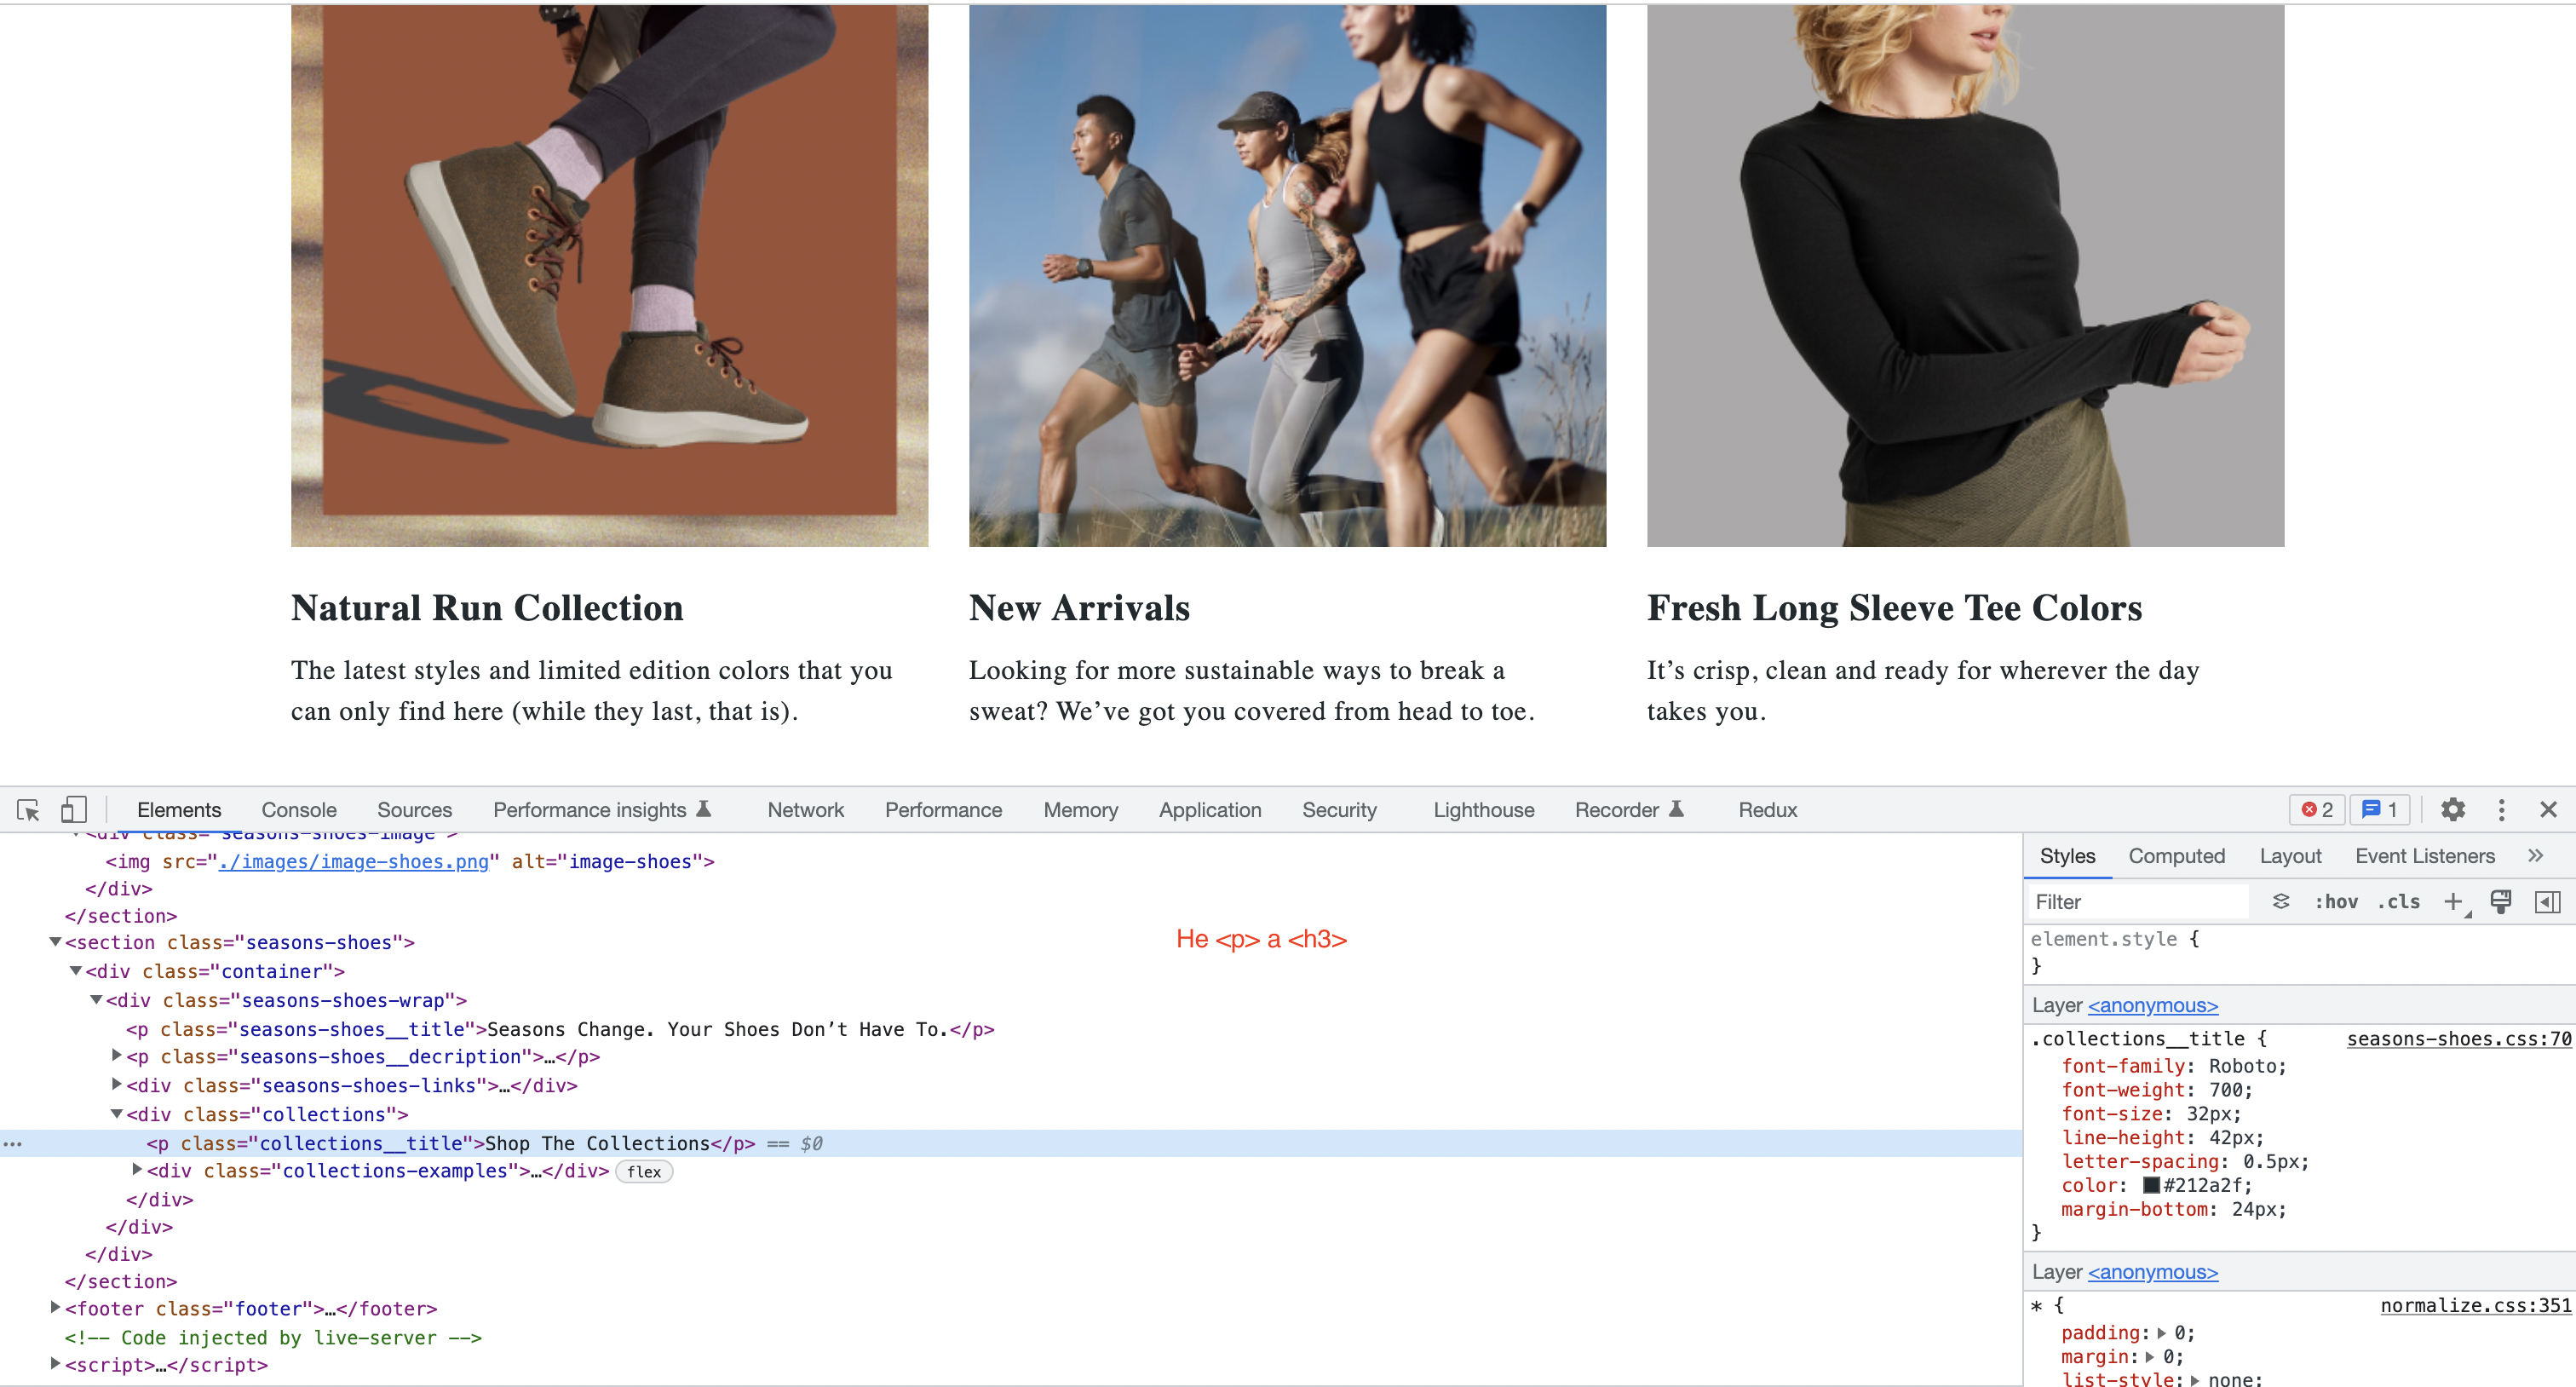 Natural Run Collection
The latest styles and limited edition colors that you
can only find here (while they last, that is).
New Arrivals
Looking for more sustainable ways to break a
sweat? We’ve got you covered from head to toe.
Fresh Long Sleeve Tee Colors
It’s crisp, clean and ready for wherever the day
takes you.
Elements Console Sources Performance insights Network Performance Memory Application Security Lighthouse Recorder Redux 2 1
<div class="seasons-shoes-image">
<img src="./images/image-shoes.png" alt="image-shoes">
</div>
</section>
<section class="seasons-shoes">
He <p> a <h3>
<div class="container">
<div class="seasons-shoes-wrap">
<p class="seasons-shoes__title">Seasons Change. Your Shoes Don’t Have To.</p>
<p class="seasons-shoes__decription">…</p>
<div class="seasons-shoes-links">…</div>
<div class="collections">
<p class="collections__title">Shop The Collections</p> == $0
<div class="collections-examples">…</div> flex
</div>
</div>
</div>
</section>
<footer class="footer">…</footer>
<!-- Code injected by live-server -->
<script>…</script>
Styles Computed Layout Event Listeners
Filter :hov .cls
element.style {
}
Layer <anonymous>
.collections__title { seasons-shoes.css:70
font-family: Roboto;
font-weight: 700;
font-size: 32px;
line-height: 42px;
letter-spacing: 0.5px;
color: #212a2f;
margin-bottom: 24px;
}
Layer <anonymous>
* { normalize.css:351
padding: 0;
margin: 0;
list-style: none;